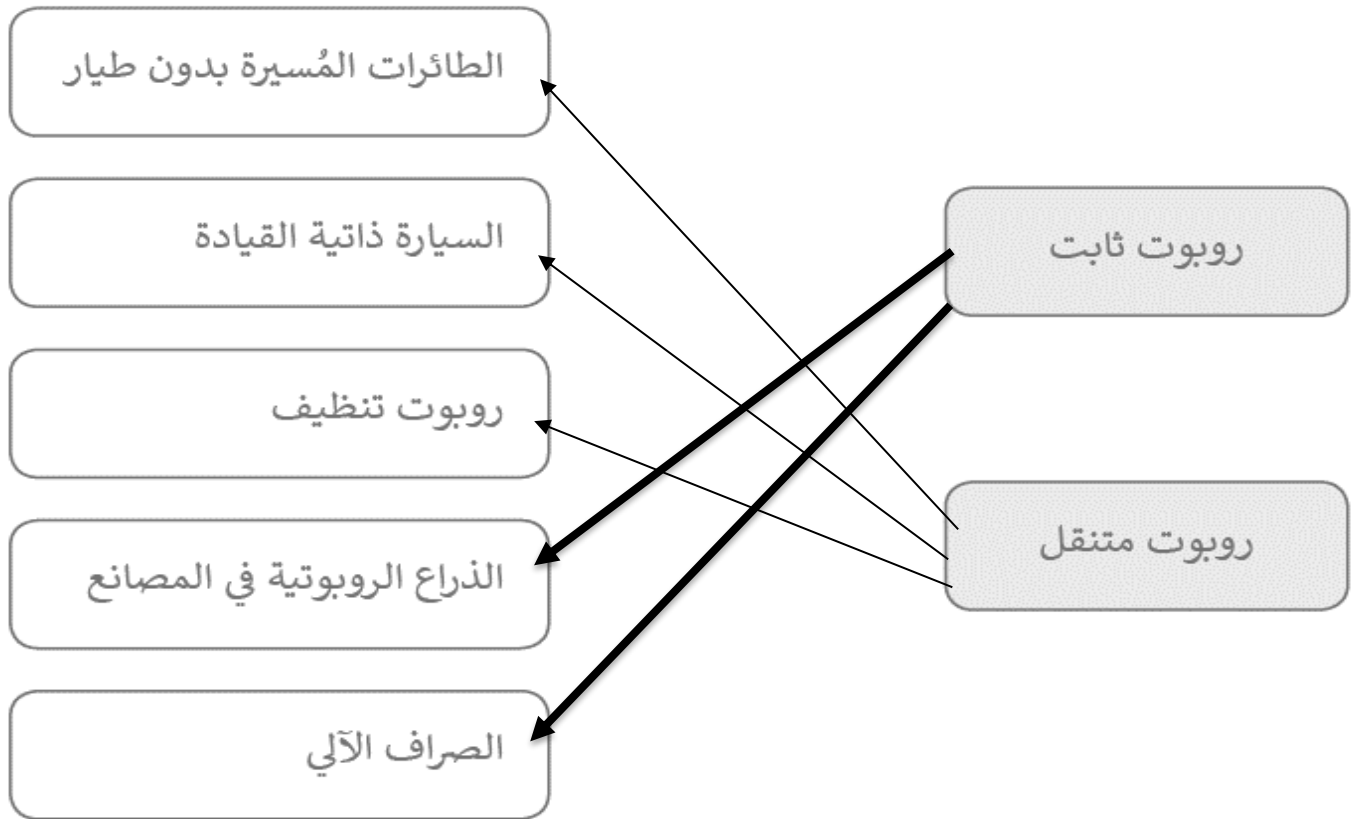 روبوت ثابت
روبوت متنقل
الطائرات المُسيرة بدون طيار
السيارة ذاتية القيادة
روبوت تنظيف
الذراع الروبوتية في المصانع
الصراف الآلي